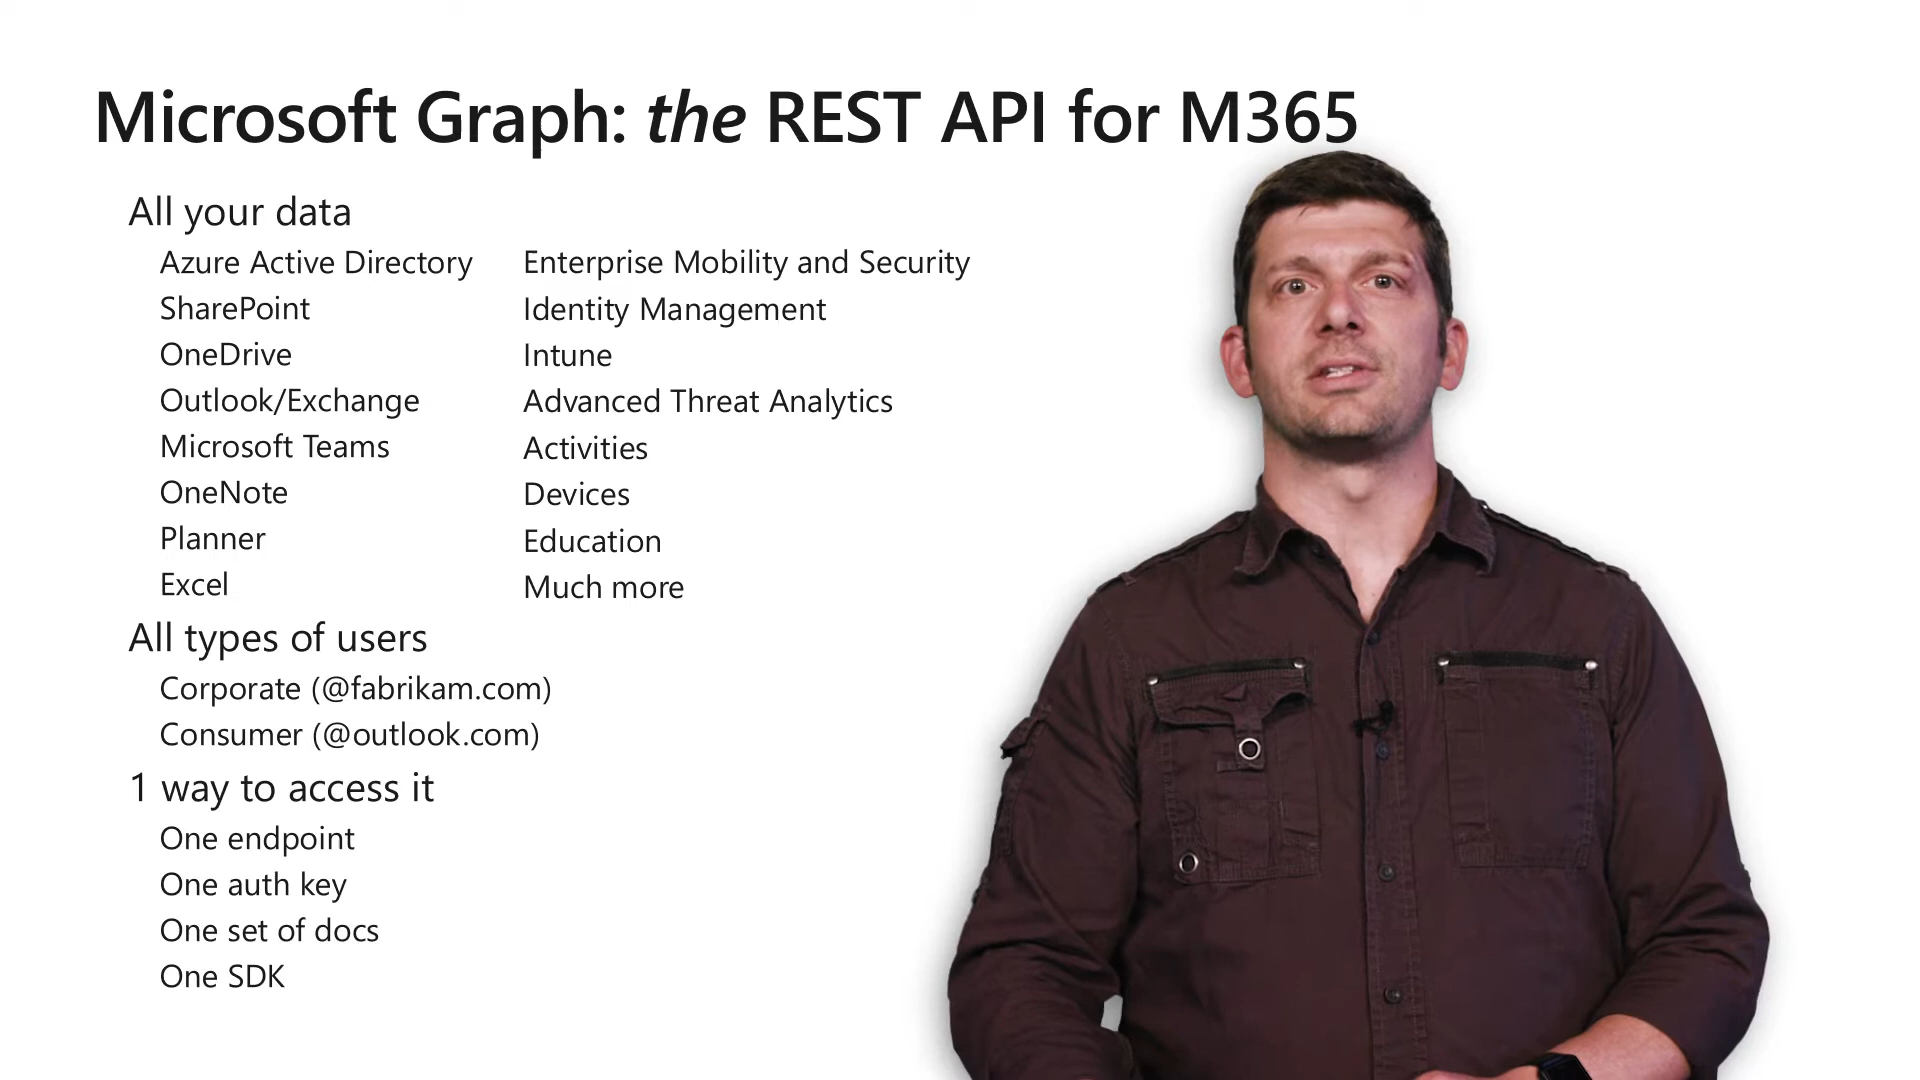 Microsoft Graph: the REST API for M365
All your data
Azure Active Directory
SharePoint
OneDrive
Outlook/Exchange
Microsoft Teams
OneNote
Planner
Excel
Enterprise Mobility and Security
Identity Management
Intune
Advanced Threat Analytics
Activities
Devices
Education
Much more
All types of users
Corporate (@fabrikam.com)
Consumer (@outlook.com)
1 way to access it
One endpoint
One auth key
One set of docs
One SDK